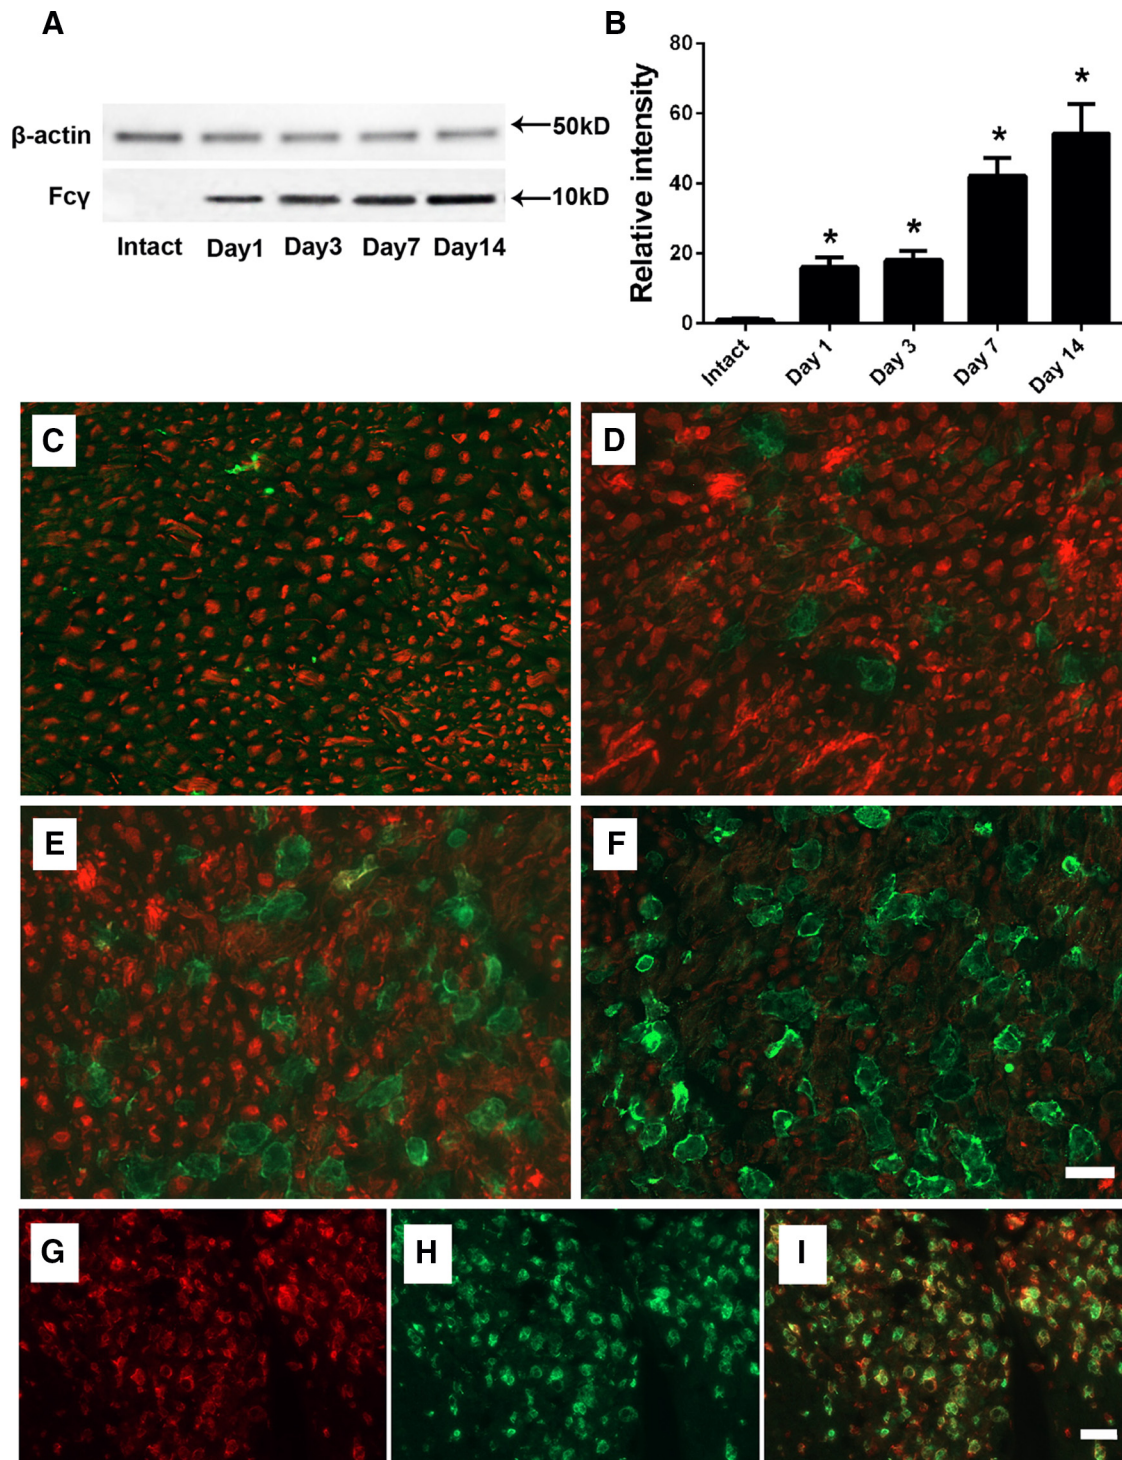 A
β-actin
50kD
Fcγ
10kD
Intact Day1 Day3 Day7 Day14
B
Relative intensity
80
60
40
20
0
* * * *
Intact Day 1 Day 3 Day 7 Day 14
C
D
E
F
G
H
I